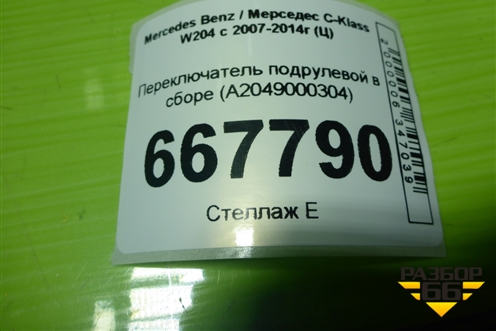 Mercedes Benz / Мерседес C-Klass
W204 с 2007-2014г (Ц)
Переключатель подрулевой в
сборе (A2049000304)
667790
Стеллаж Е
2000006347039
РАЗБОР
66